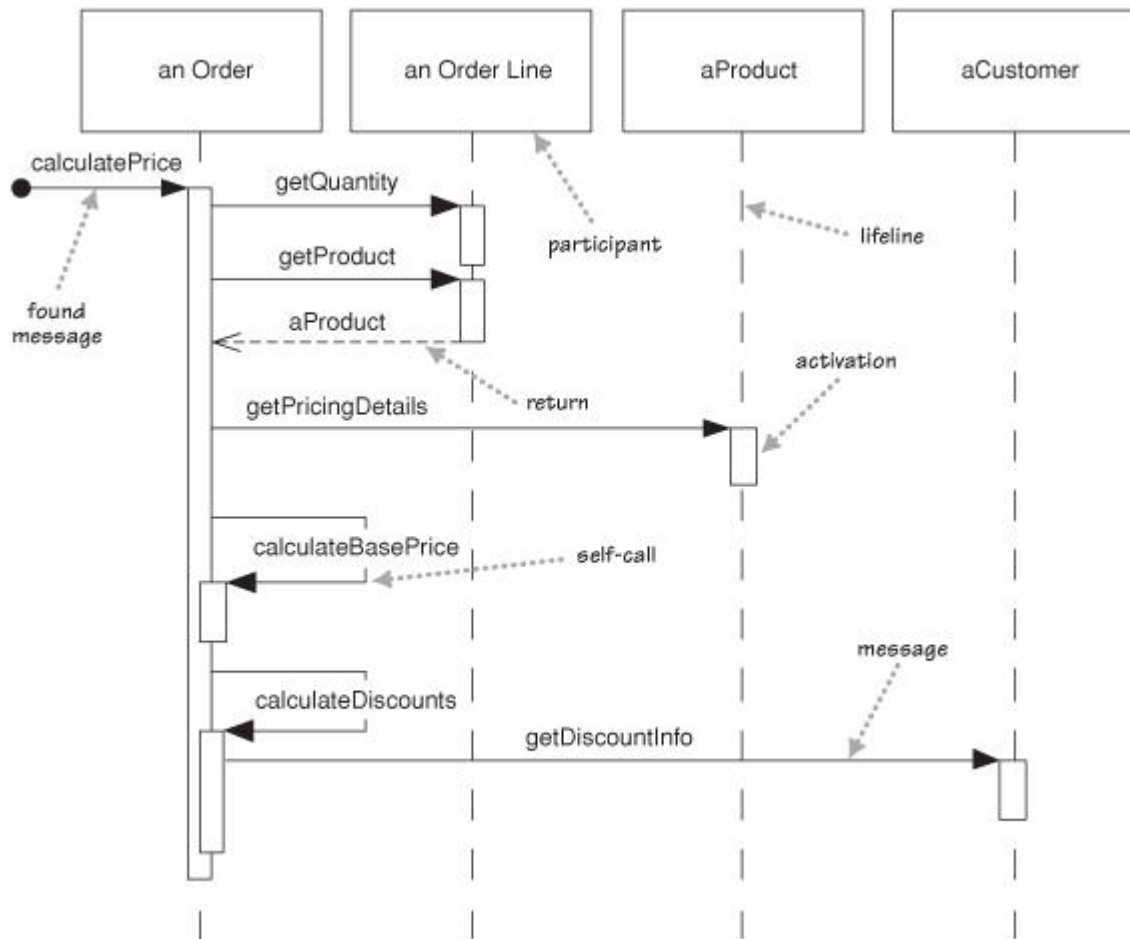 an Order
an Order Line
aProduct
aCustomer
calculatePrice
getQuantity
participant
lifeline
getProduct
found
message
aProduct
activation
return
getPricingDetails
calculateBasePrice
self-call
message
calculateDiscounts
getDiscountInfo